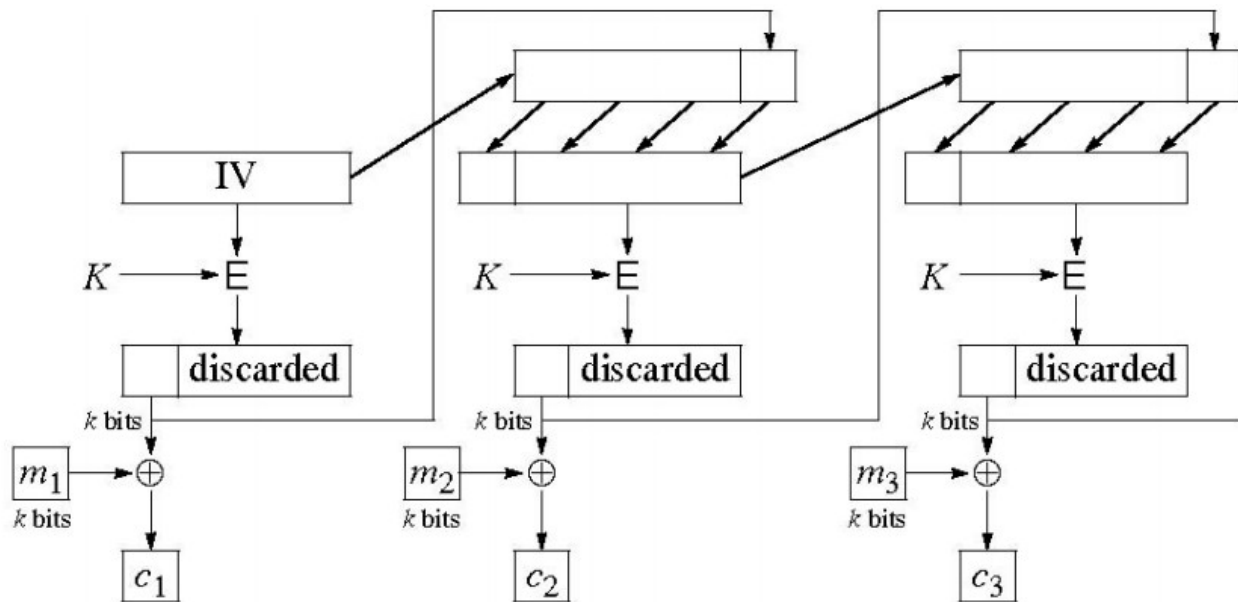 IV
K E K E K E
discarded discarded discarded
k bits k bits k bits
m1 m2 m3
k bits k bits k bits
c1 c2 c3